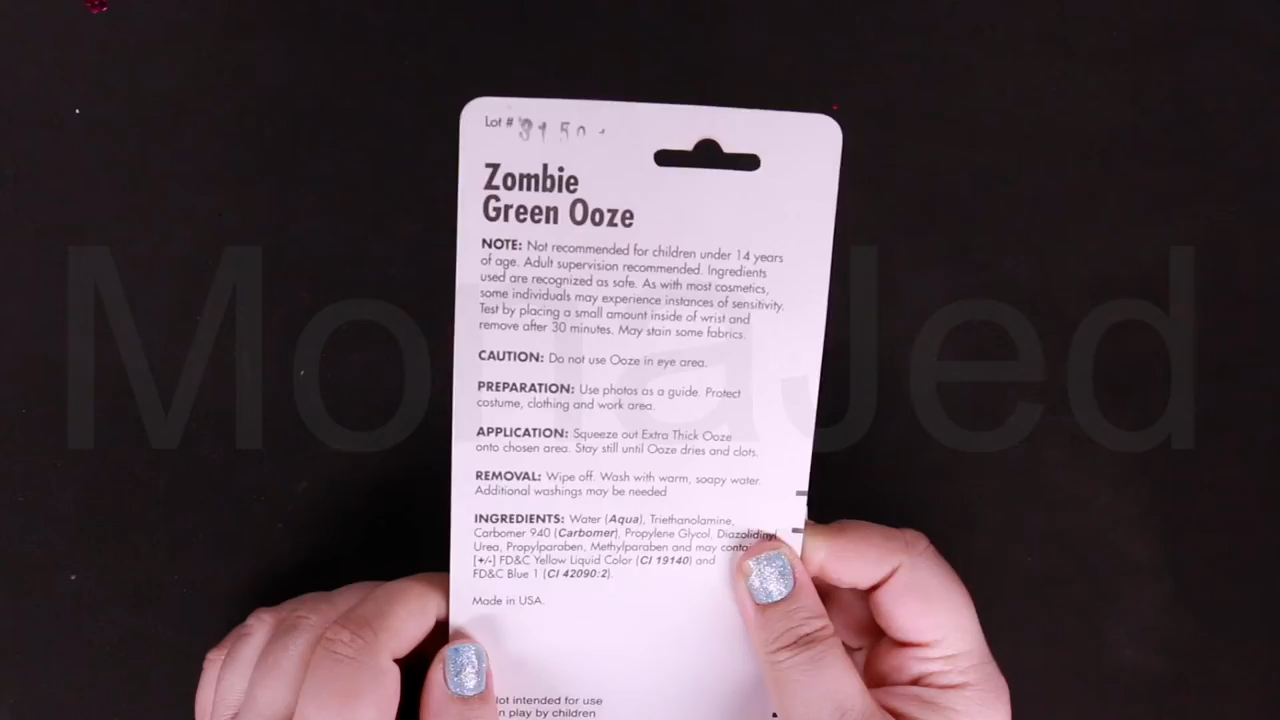 Lot #
Zombie
Green Ooze
NOTE: Not recommended for children under 14 years
of age. Adult supervision recommended. Ingredients
used are recognized as safe. As with most cosmetics,
some individuals may experience instances of sensitivity.
Test by placing a small amount inside of wrist and
remove after 30 minutes. May stain some fabrics.
CAUTION: Do not use Ooze in eye area.
PREPARATION: Use photos as a guide. Protect
costume, clothing and work area.
APPLICATION: Squeeze out Extra Thick Ooze
onto chosen area. Stay still until Ooze dries and clots.
REMOVAL: Wipe off. Wash with warm, soapy water.
Additional washings may be needed
INGREDIENTS: Water (Aqua), Triethanolamine,
Carbomer 940 (Carbomer), Propylene Glycol, Diazolidinyl
Urea, Propylparaben, Methylparaben and may
[+/-] FD&C Yellow Liquid Color (CI 19140) and
FD&C Blue 1 (CI 42090:2).
Made in USA.
intended for use
play by children